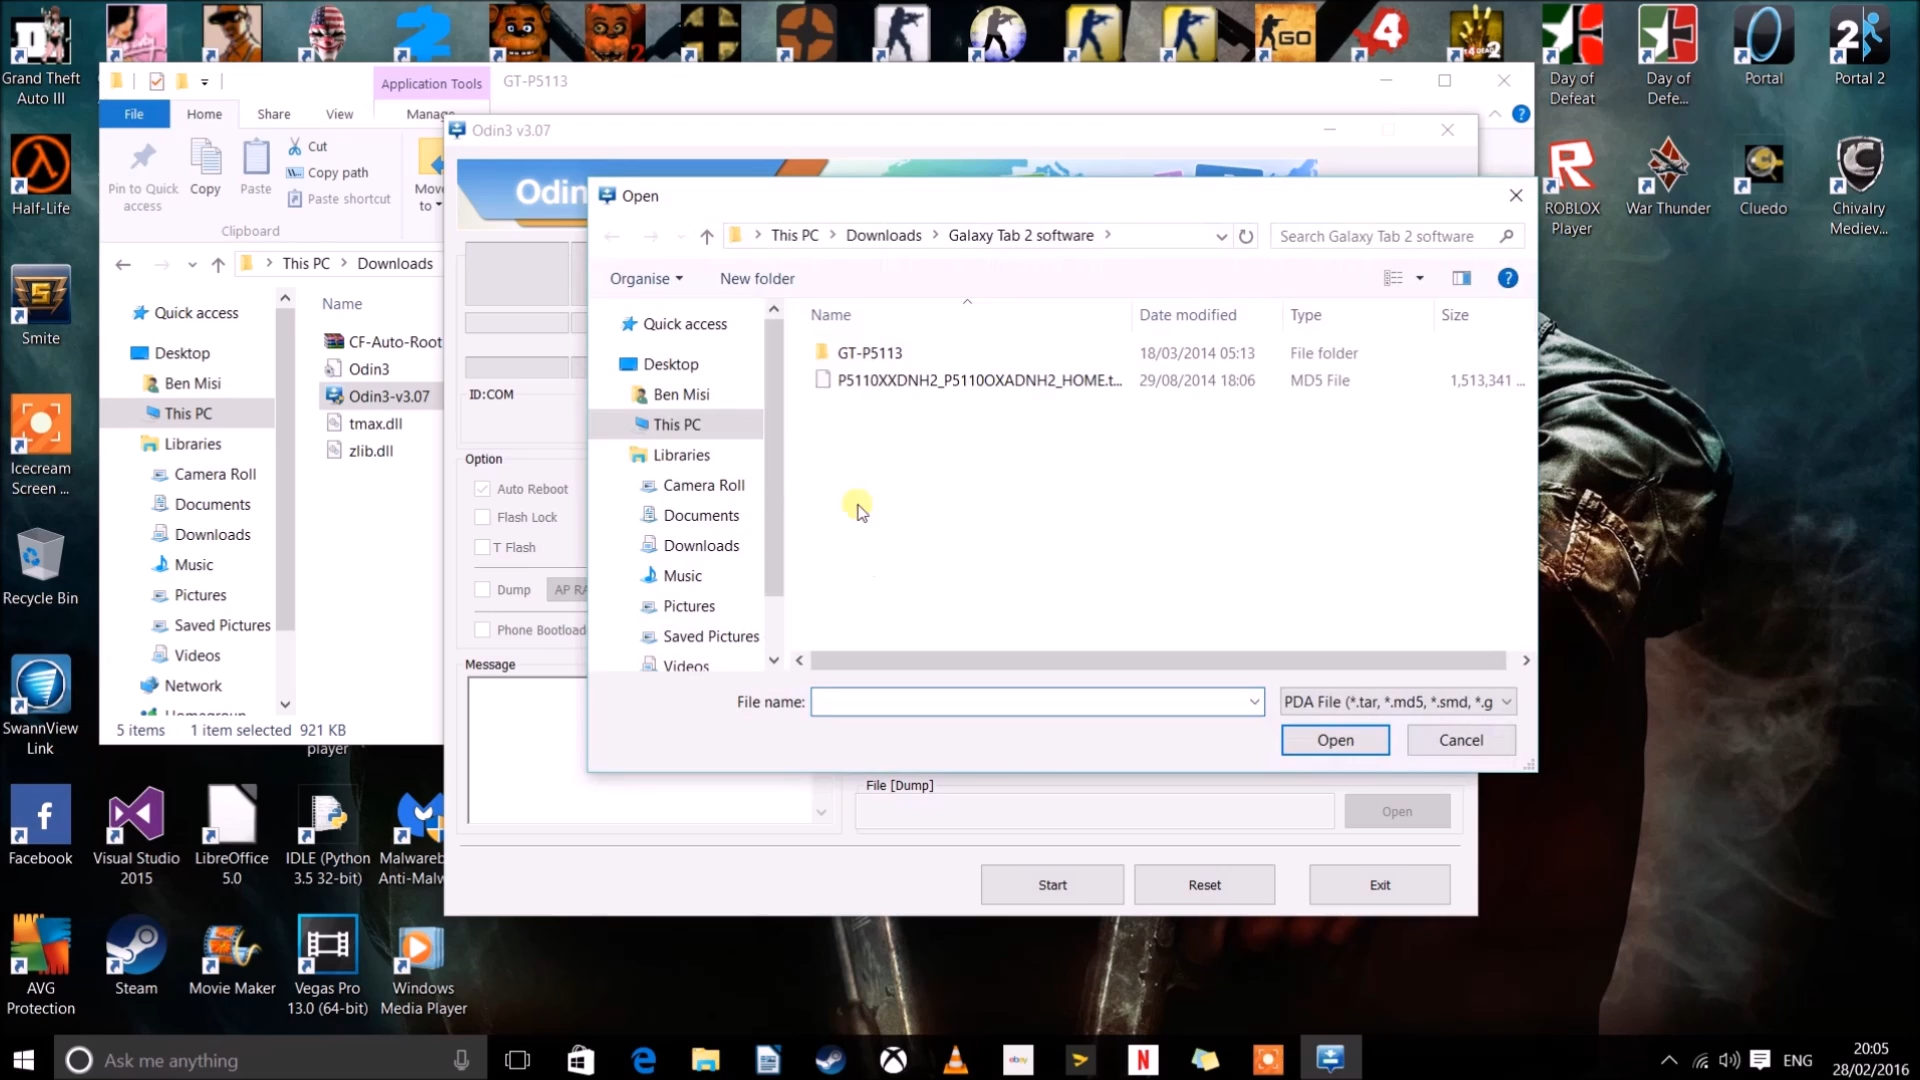 Grand Theft
Auto III
Half-Life
Smite
Icecream
Screen ...
Recycle Bin
SwannView
Link
Facebook
AVG
Protection
Visual Studio
2015
Steam
LibreOffice
5.0
Movie Maker
IDLE (Python
3.5 32-bit)
Vegas Pro
13.0 (64-bit)
Malwareb
Anti-Malw
Windows
Media Player
player
Day of
Defeat
Day of
Defe...
Portal
Portal 2
ROBLOX
Player
War Thunder
Cluedo
Chivalry
Mediev...
GO
Application Tools
GT-P5113
File
Home
Share
View
Manage
Pin to Quick
access
Copy
Paste
Cut
Copy path
Paste shortcut
Move
to
Clipboard
This PC
Downloads
Quick access
Desktop
Ben Misi
This PC
Libraries
Camera Roll
Documents
Downloads
Music
Pictures
Saved Pictures
Videos
Network
Name
CF-Auto-Root
Odin3
Odin3-v3.07
tmax.dll
zlib.dll
5 items
1 item selected 921 KB
Odin3 v3.07
Odin
ID:COM
Option
Auto Reboot
Flash Lock
T Flash
Dump
AP RA
Phone Bootload
Message
File [Dump]
Open
Start
Reset
Exit
Open
This PC
Downloads
Galaxy Tab 2 software
Search Galaxy Tab 2 software
Organise
New folder
Quick access
Desktop
Ben Misi
This PC
Libraries
Camera Roll
Documents
Downloads
Music
Pictures
Saved Pictures
Videos
Name
Date modified
Type
Size
GT-P5113
18/03/2014 05:13
File folder
P5110XXDNH2_P5110OXADNH2_HOME.t...
29/08/2014 18:06
MD5 File
1,513,341 ...
File name:
PDA File (*.tar, *.md5, *.smd, *.g
Open
Cancel
Ask me anything
ebay
N
ENG
20:05
28/02/2016